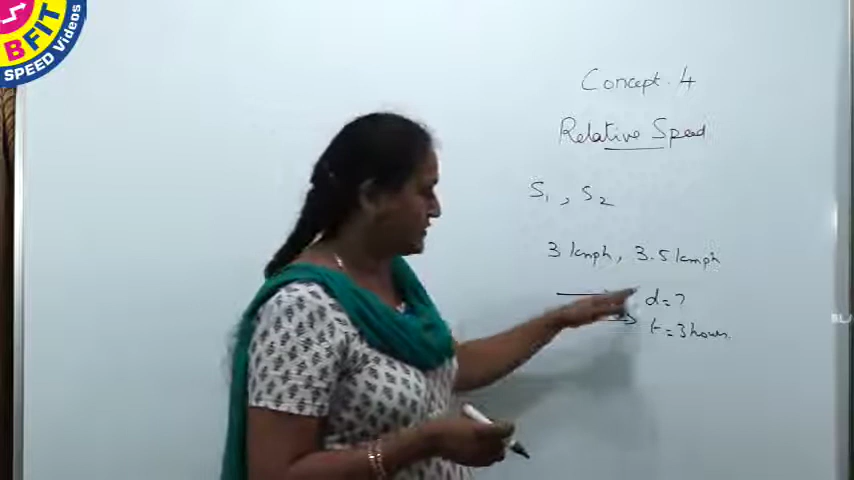 BFIT
SPEED Videos
Concept. 4
Relative Speed
S1, S2
3 kmph, 3.5 kmph
d = ?
t = 3 hours.